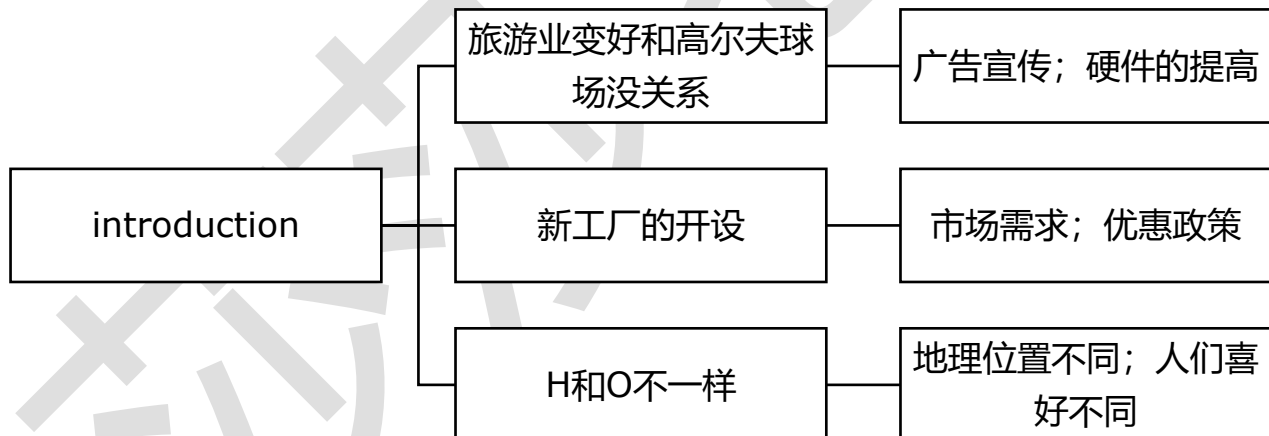 旅游业变好和高尔夫球
场没关系
广告宣传；硬件的提高
introduction
新工厂的开设
市场需求；优惠政策
H和O不一样
地理位置不同；人们喜
好不同